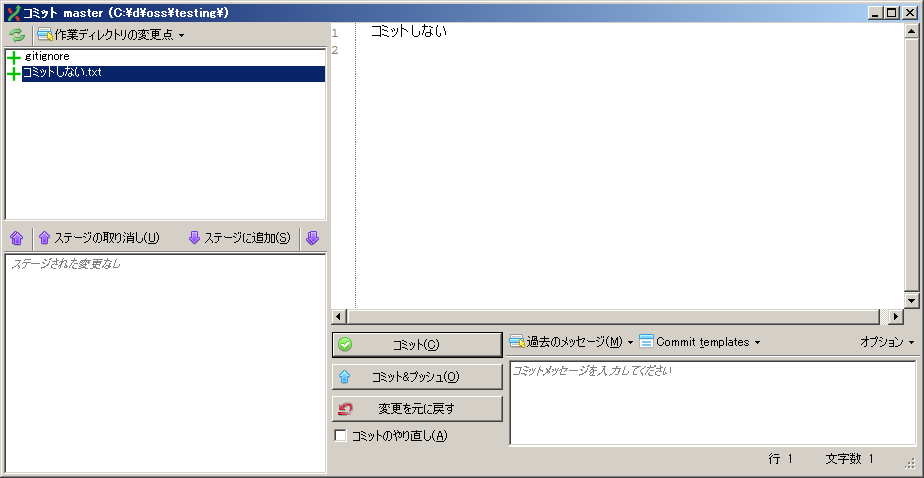 コミット master (C:\d\oss\testing\)
作業ディレクトリの変更点
.gitignore
コミットしない.txt
ステージの取り消し(U)
ステージに追加(S)
ステージされた変更なし
1 コミットしない
2
コミット(C)
コミット&プッシュ(O)
変更を元に戻す
コミットのやり直し(A)
過去のメッセージ(M)
Commit templates
オプション
コミットメッセージを入力してください
行 1
文字数 1